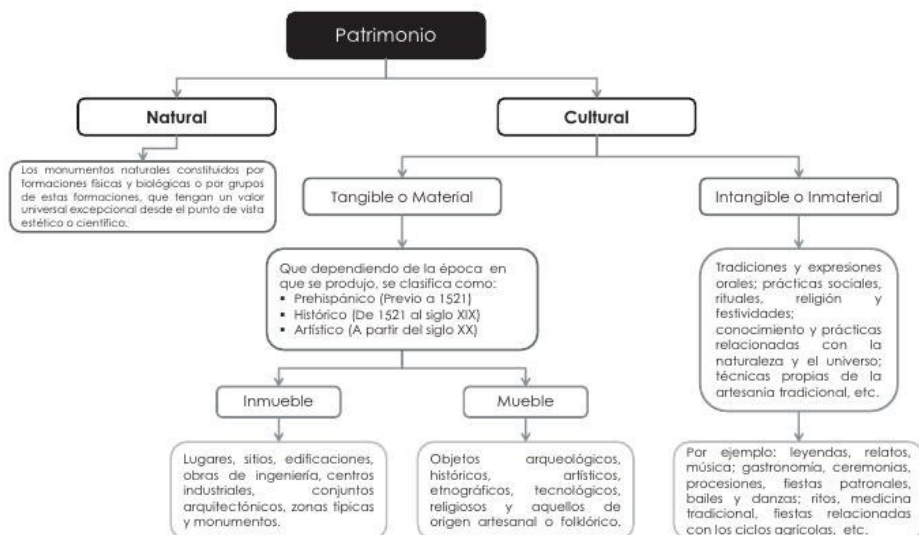 Patrimonio
Natural
Cultural
Los monumentos naturales constituidos por
formaciones físicas y biológicas o por grupos
de estas formaciones, que tengan un valor
universal excepcional desde el punto de vista
estético o científico.
Tangible o Material
Intangible o Inmaterial
Que dependiendo de la época en
que se produjo, se clasifica como:
▪ Prehispánico (Previo a 1521)
▪ Histórico (De 1521 al siglo XIX)
▪ Artístico (A partir del siglo XX)
Tradiciones y expresiones
orales; prácticas sociales,
rituales, religión y
festividades;
conocimiento y prácticas
relacionadas con la
naturaleza y el universo;
técnicas propias de la
artesanía tradicional, etc.
Inmueble
Mueble
Lugares, sitios, edificaciones,
obras de ingeniería, centros
industriales, conjuntos
arquitectónicos, zonas típicas
y monumentos.
Objetos arqueológicos,
históricos, artísticos,
etnográficos, tecnológicos,
religiosos y aquellos de
origen artesanal o folklórico.
Por ejemplo: leyendas, relatos,
música; gastronomía, ceremonias,
procesiones, fiestas patronales,
bailes y danzas; ritos, medicina
tradicional, fiestas relacionadas
con los ciclos agrícolas, etc.